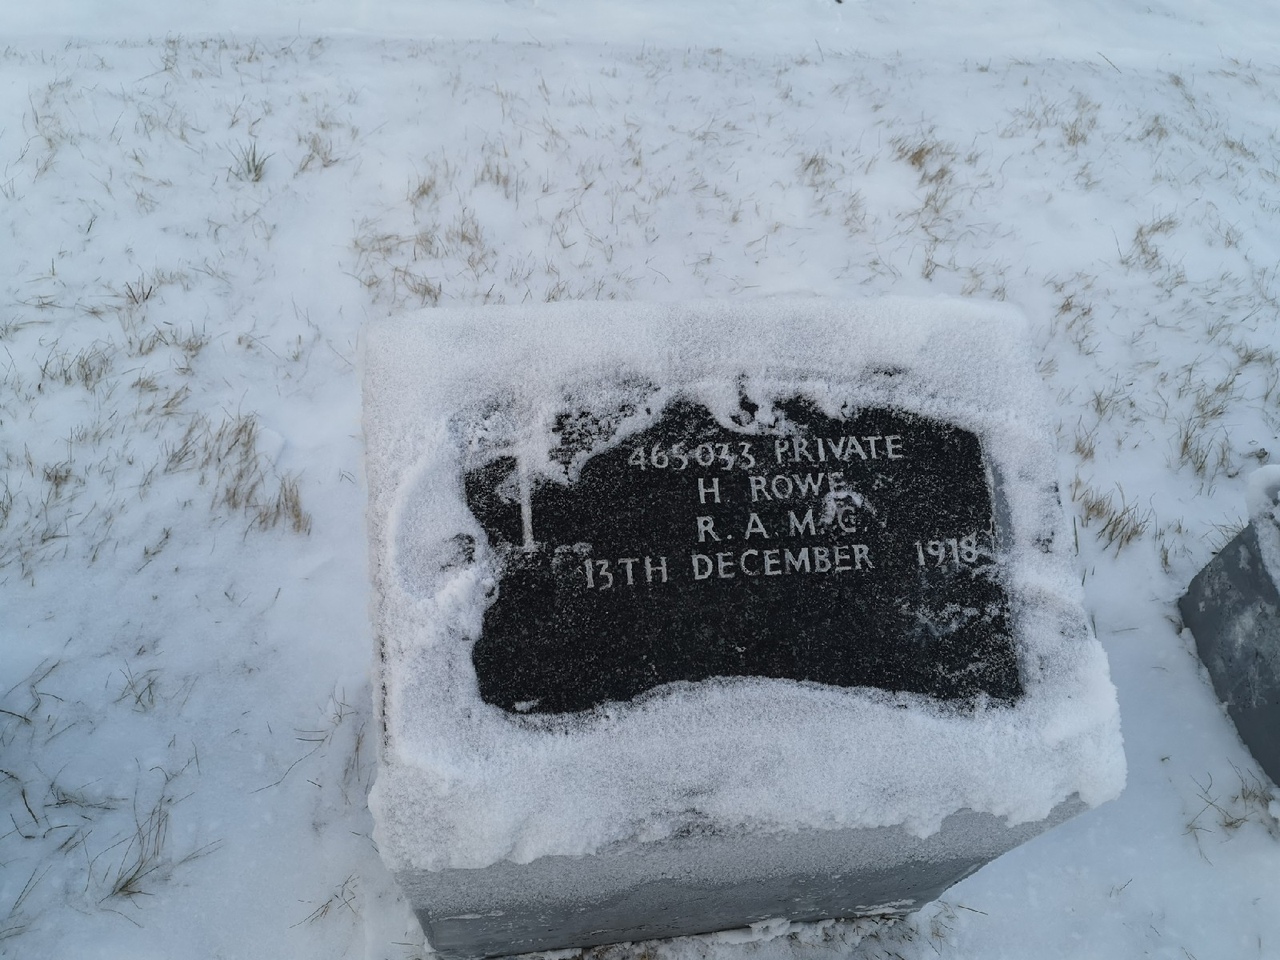 465033 PRIVATE
H ROWE
R. A. M. C.
13TH DECEMBER 1918